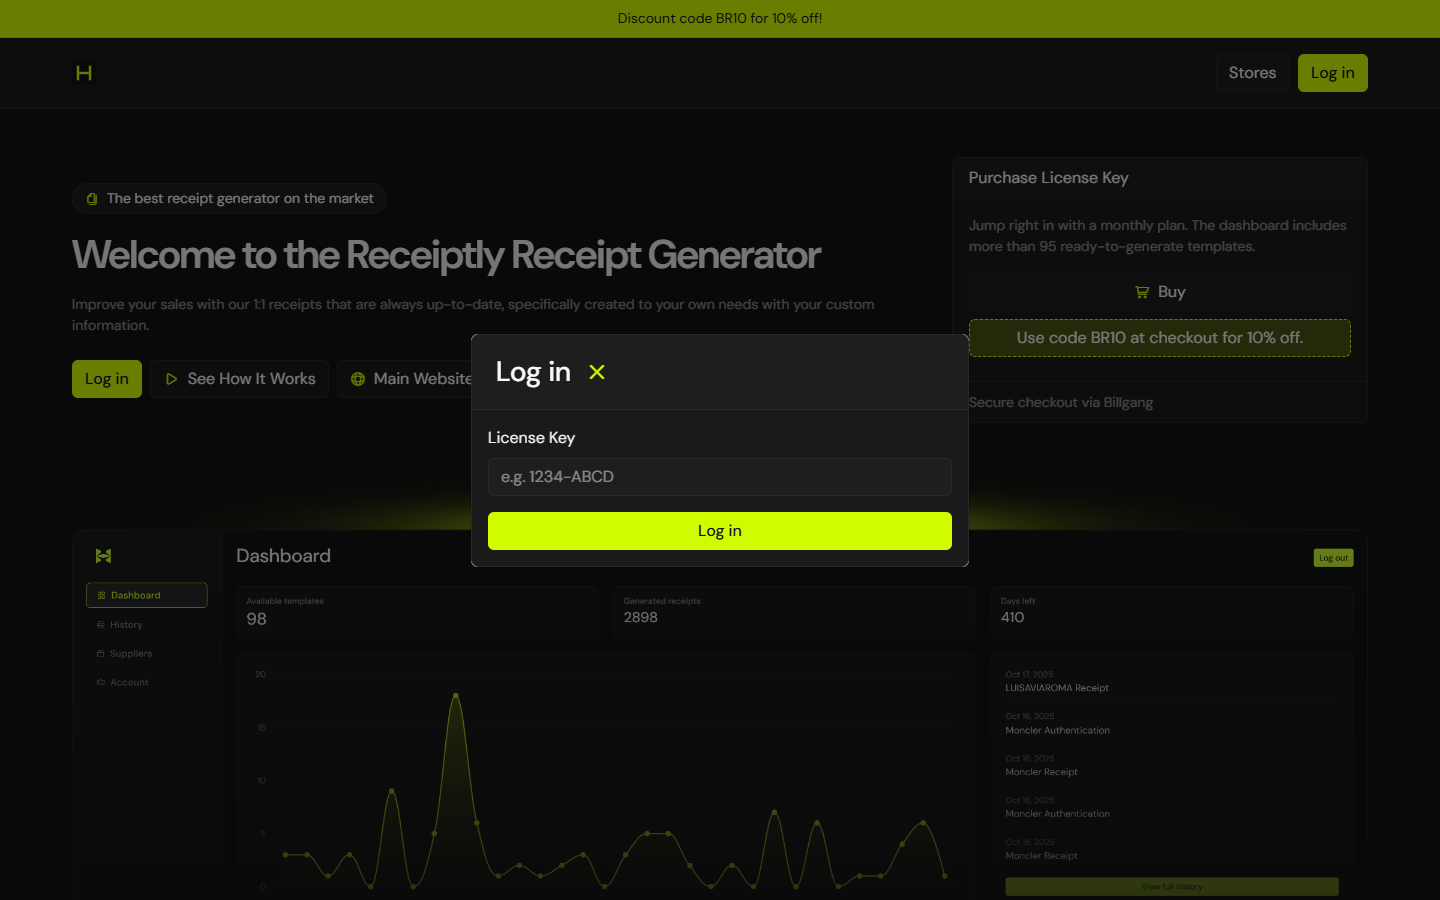 Discount code BR10 for 10% off!
H
Stores
Log in
The best receipt generator on the market
Welcome to the Receiptly Receipt Generator
Improve your sales with our 1:1 receipts that are always up-to-date, specifically created to your own needs with your custom
information.
Log in
See How It Works
Main Website
Purchase License Key
Jump right in with a monthly plan. The dashboard includes
more than 95 ready-to-generate templates.
Buy
Use code BR10 at checkout for 10% off.
Secure checkout via Billgang
Log in
License Key
e.g. 1234-ABCD
Log in
Dashboard
Log out
Dashboard
History
Suppliers
Account
Available templates
98
Generated receipts
2898
Days left
410
20
15
10
5
0
Oct 17, 2025
LUISAVIAROMA Receipt
Oct 16, 2025
Moncler Authentication
Oct 16, 2025
Moncler Receipt
Oct 16, 2025
Moncler Authentication
Oct 16, 2025
Moncler Receipt
View full history